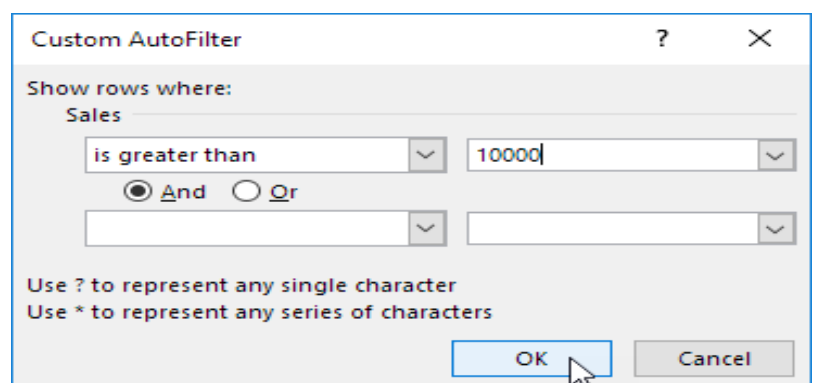 Custom AutoFilter ? ×
Show rows where:
Sales
is greater than 10000
And Or
Use ? to represent any single character
Use * to represent any series of characters
OK Cancel